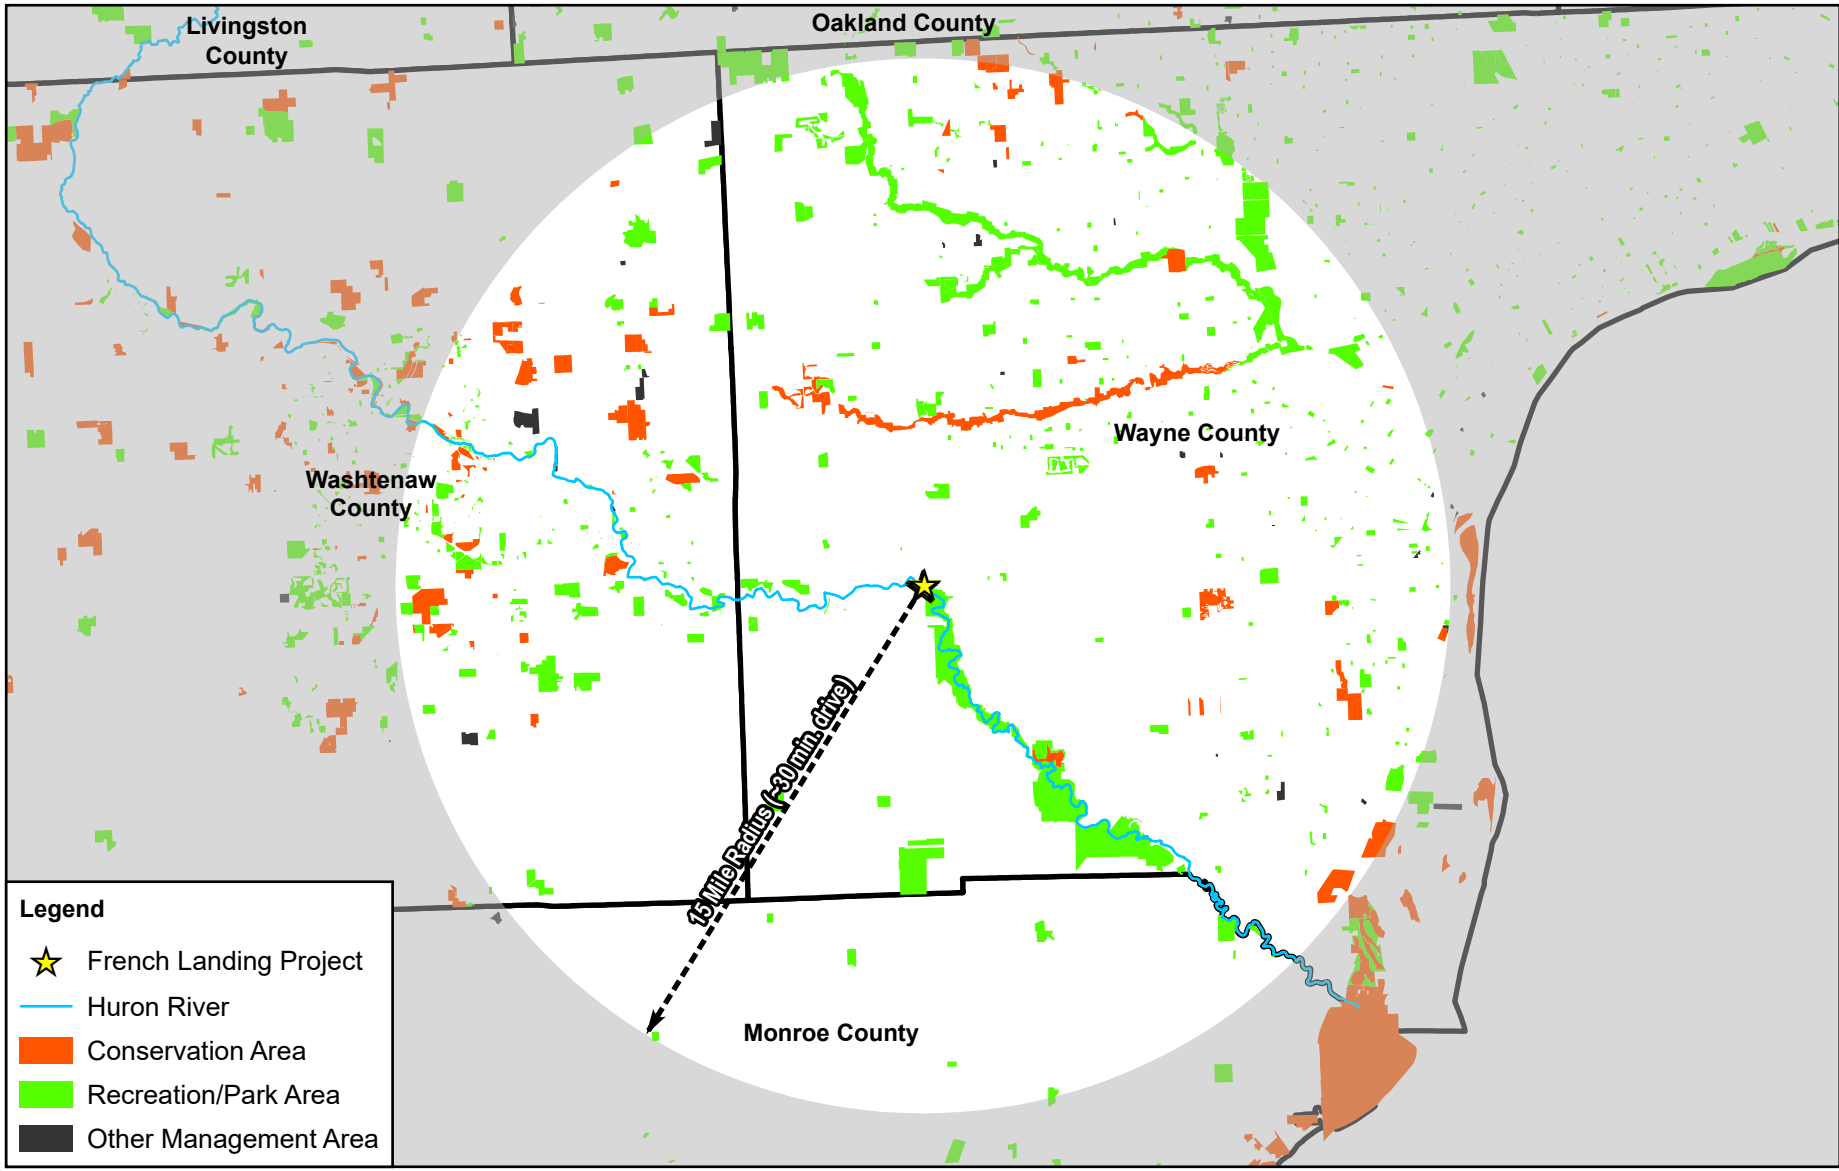 Livingston
County
Oakland County
Wayne County
Washtenaw
County
15 Mile Radius (~30 min. drive)
Monroe County
Legend
French Landing Project
Huron River
Conservation Area
Recreation/Park Area
Other Management Area